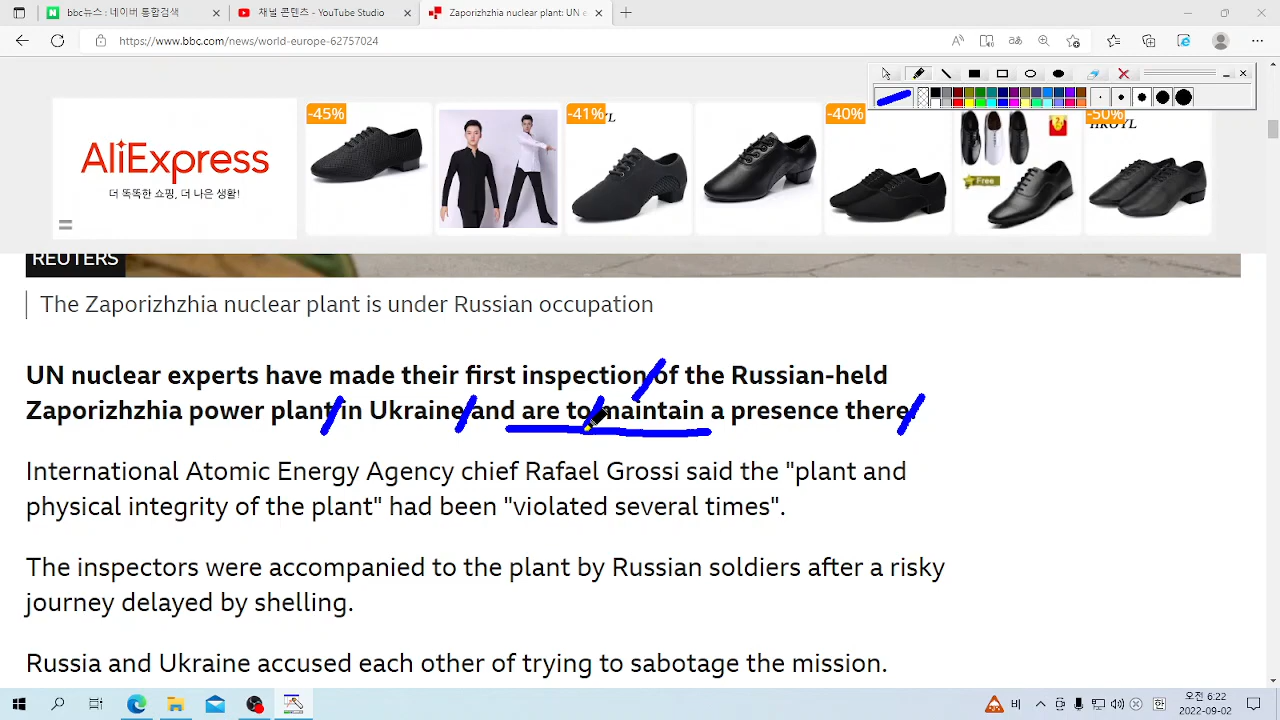 bbc뉴스 : 네이버 통합검색
채널 콘텐츠 - YouTube Studio
Zaporizhzhia nuclear plant: UN e
https://www.bbc.com/news/world-europe-62757024
AliExpress
더 똑똑한 쇼핑, 더 나은 생활!
-45%
-41%
-40%
Free
-50%
REUTERS
The Zaporizhzhia nuclear plant is under Russian occupation
UN nuclear experts have made their first inspection of the Russian-held
Zaporizhzhia power plant in Ukraine and are to maintain a presence there.
International Atomic Energy Agency chief Rafael Grossi said the "plant and
physical integrity of the plant" had been "violated several times".
The inspectors were accompanied to the plant by Russian soldiers after a risky
journey delayed by shelling.
Russia and Ukraine accused each other of trying to sabotage the mission.
오전 6:22
2022-09-02